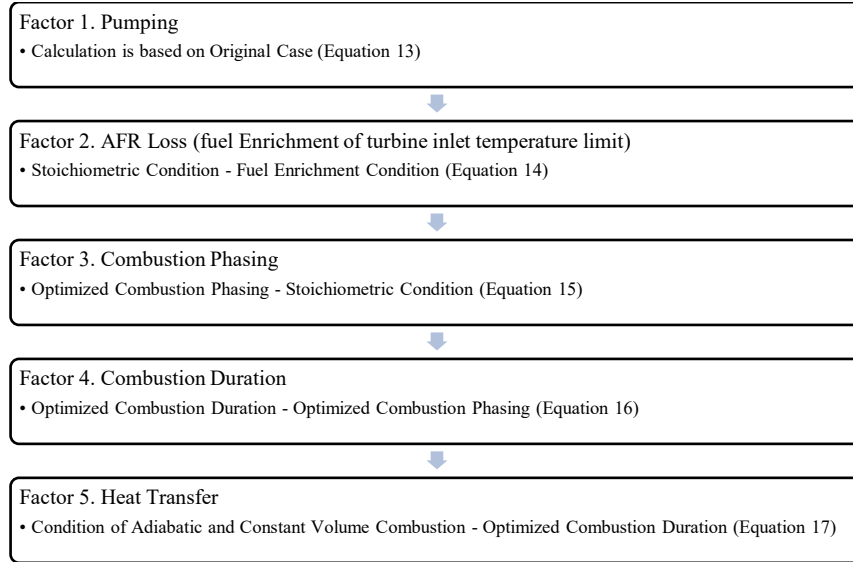 Factor 1. Pumping
• Calculation is based on Original Case (Equation 13)
Factor 2. AFR Loss (fuel Enrichment of turbine inlet temperature limit)
• Stoichiometric Condition - Fuel Enrichment Condition (Equation 14)
Factor 3. Combustion Phasing
• Optimized Combustion Phasing - Stoichiometric Condition (Equation 15)
Factor 4. Combustion Duration
• Optimized Combustion Duration - Optimized Combustion Phasing (Equation 16)
Factor 5. Heat Transfer
• Condition of Adiabatic and Constant Volume Combustion - Optimized Combustion Duration (Equation 17)